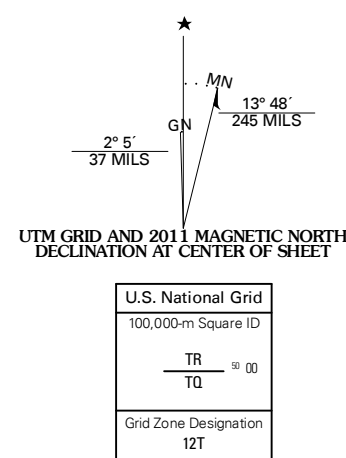 ★
MN
13° 48´
245 MILS
GN
2° 5´
37 MILS
UTM GRID AND 2011 MAGNETIC NORTH
DECLINATION AT CENTER OF SHEET
U.S. National Grid
100,000-m Square ID
TR
50 00
TQ
Grid Zone Designation
12T